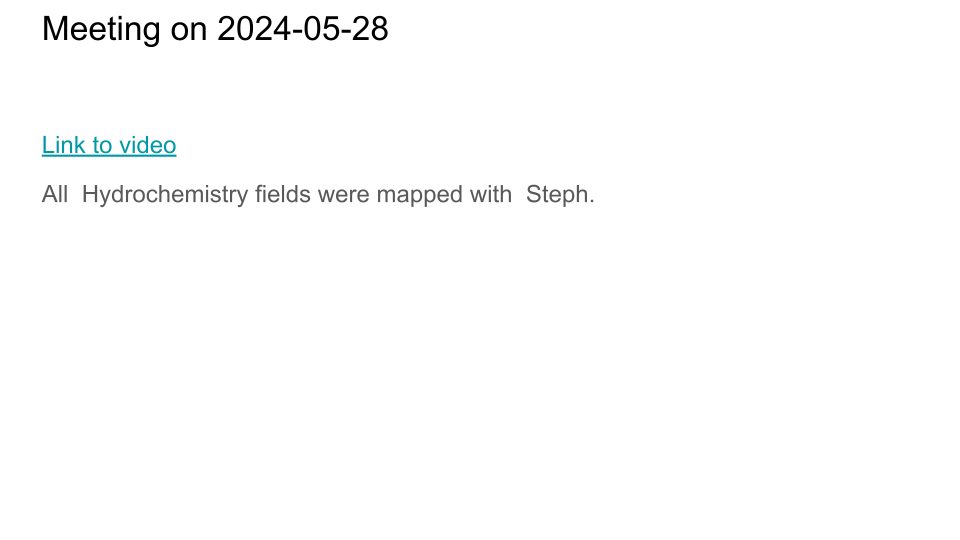 Meeting on 2024-05-28
Link to video
All  Hydrochemistry fields were mapped with  Steph.